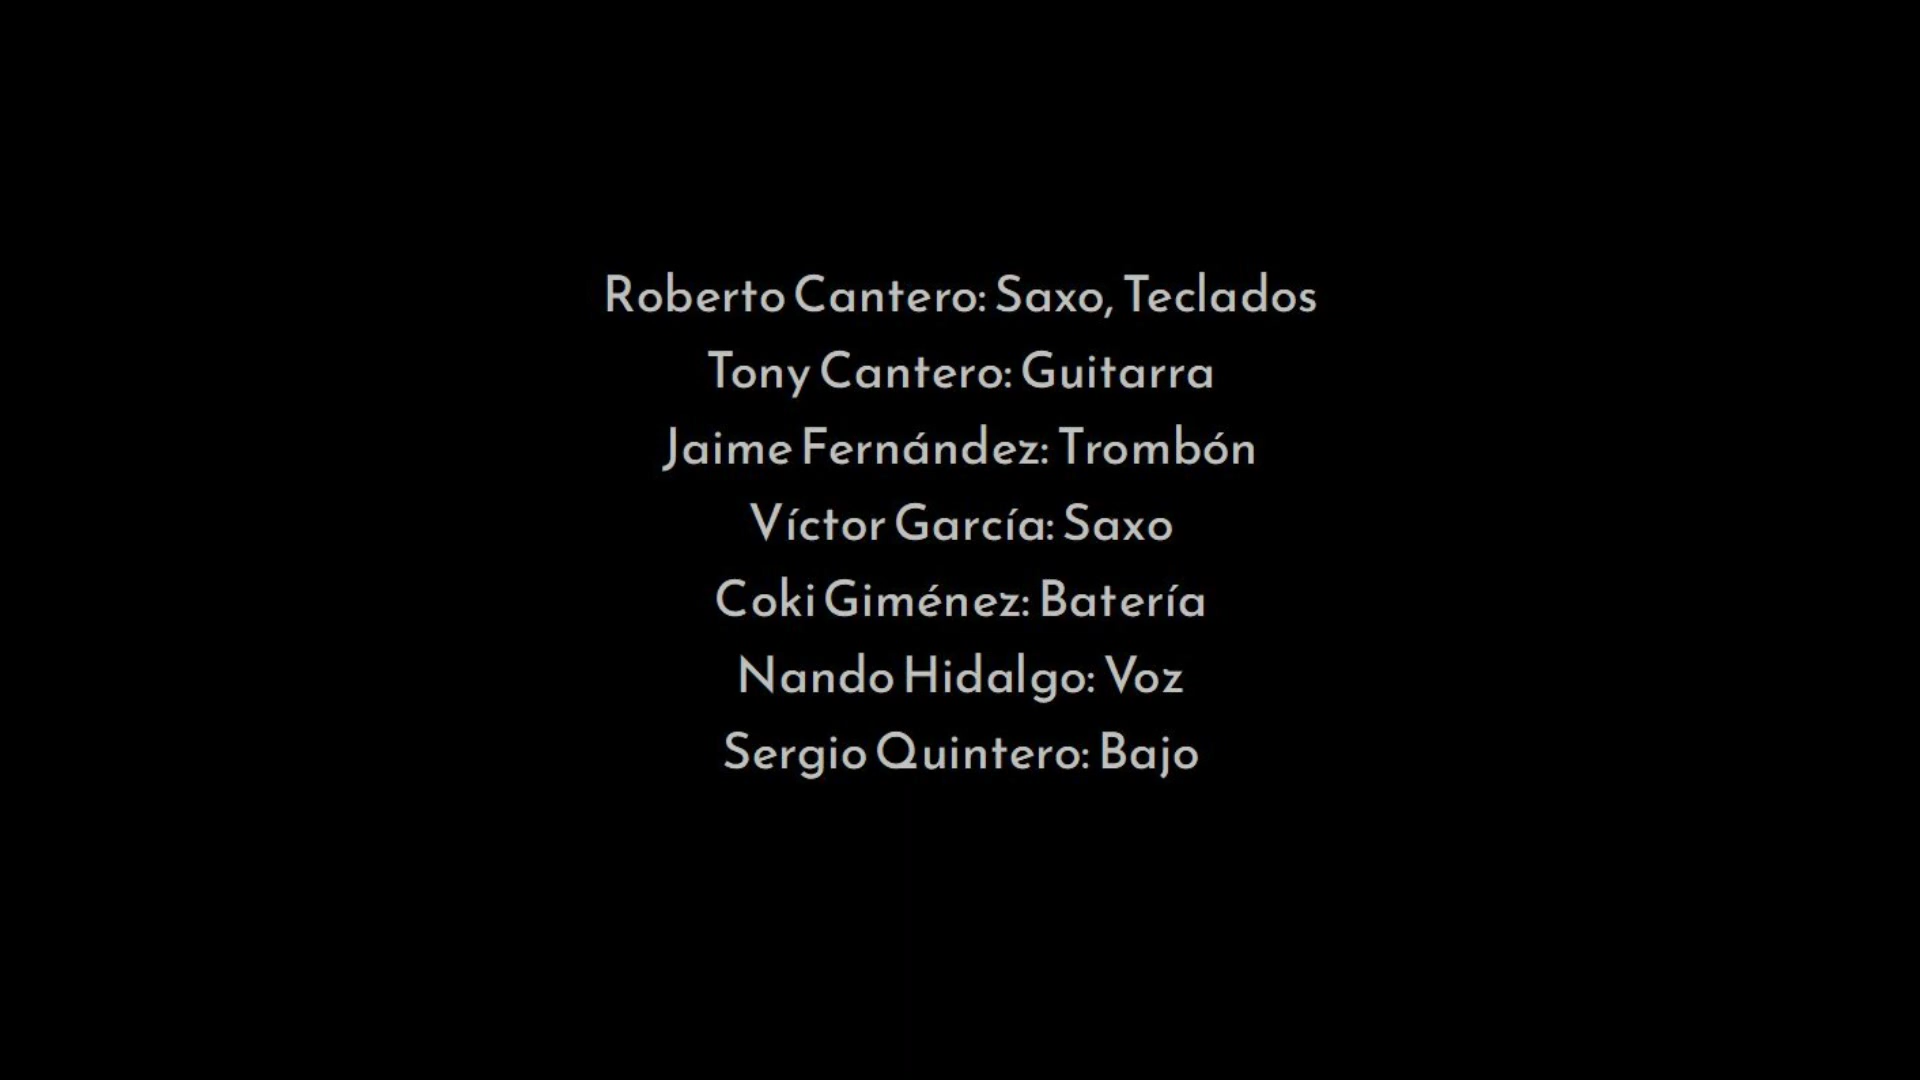 Roberto Cantero: Saxo, Teclados
Tony Cantero: Guitarra
Jaime Fernández: Trombón
Víctor García: Saxo
Coki Giménez: Batería
Nando Hidalgo: Voz
Sergio Quintero: Bajo